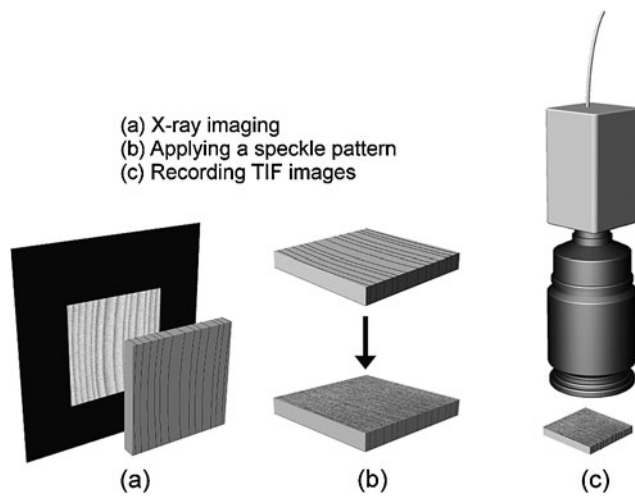 (a) X-ray imaging
(b) Applying a speckle pattern
(c) Recording TIF images
(a)
(b)
(c)